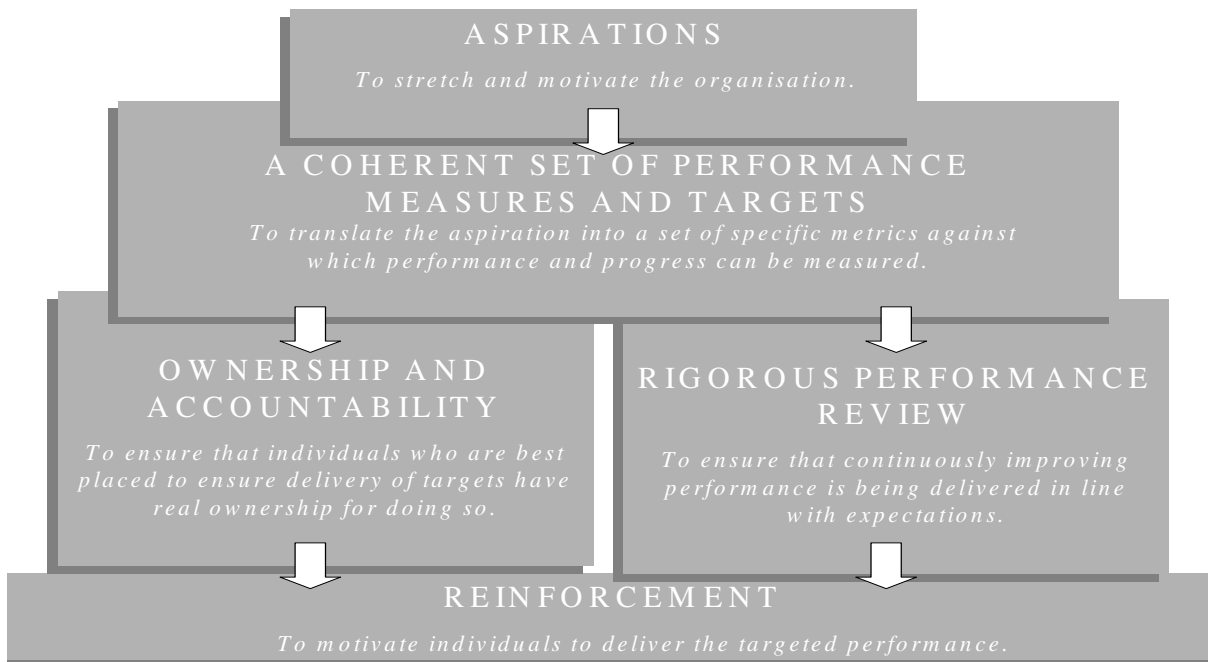 ASPIRATIONS
To stretch and motivate the organisation.
A COHERENT SET OF PERFORMANCE
MEASURES AND TARGETS
To translate the aspiration into a set of specific metrics against
which performance and progress can be measured.
OWNERSHIP AND
ACCOUNTABILITY
To ensure that individuals who are best
placed to ensure delivery of targets have
real ownership for doing so.
RIGOROUS PERFORMANCE
REVIEW
To ensure that continuously improving
performance is being delivered in line
with expectations.
REINFORCEMENT
To motivate individuals to deliver the targeted performance.